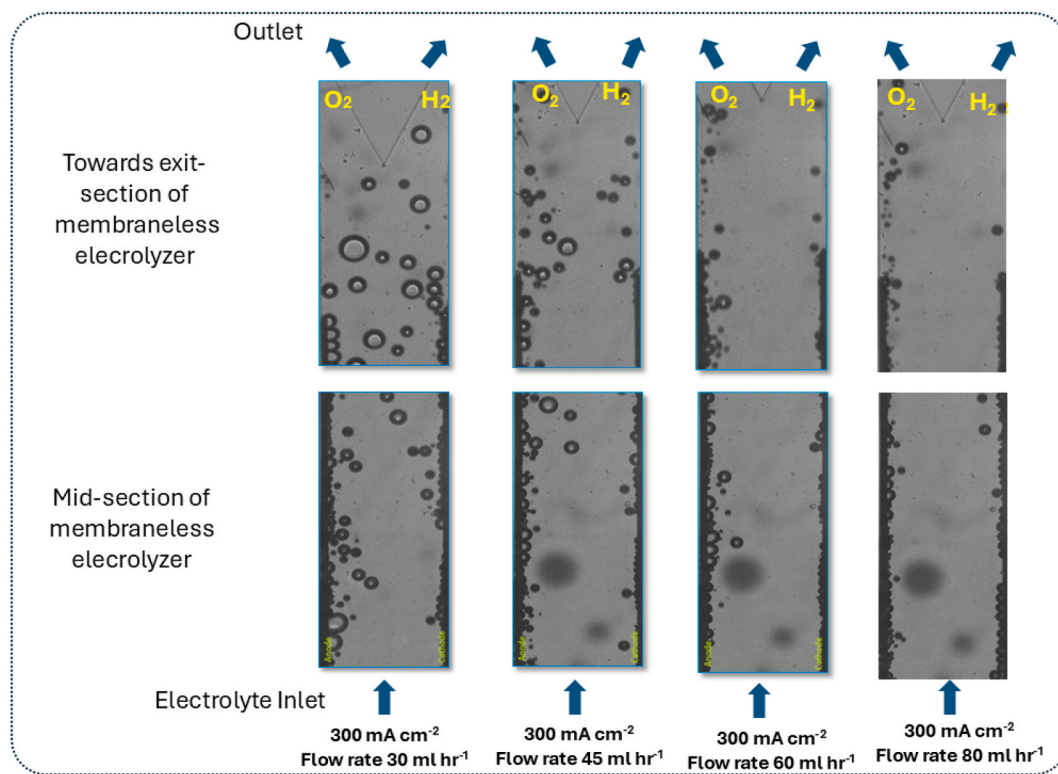 Outlet
O₂ H₂
O₂ H₂
O₂ H₂
O₂ H₂
Towards exit-
section of
membraneless
elecrolyzer
Mid-section of
membraneless
elecrolyzer
Anode Cathode
Anode Cathode
Anode Cathode
Electrolyte Inlet
300 mA cm⁻²
Flow rate 30 ml hr⁻¹
300 mA cm⁻²
Flow rate 45 ml hr⁻¹
300 mA cm⁻²
Flow rate 60 ml hr⁻¹
300 mA cm⁻²
Flow rate 80 ml hr⁻¹